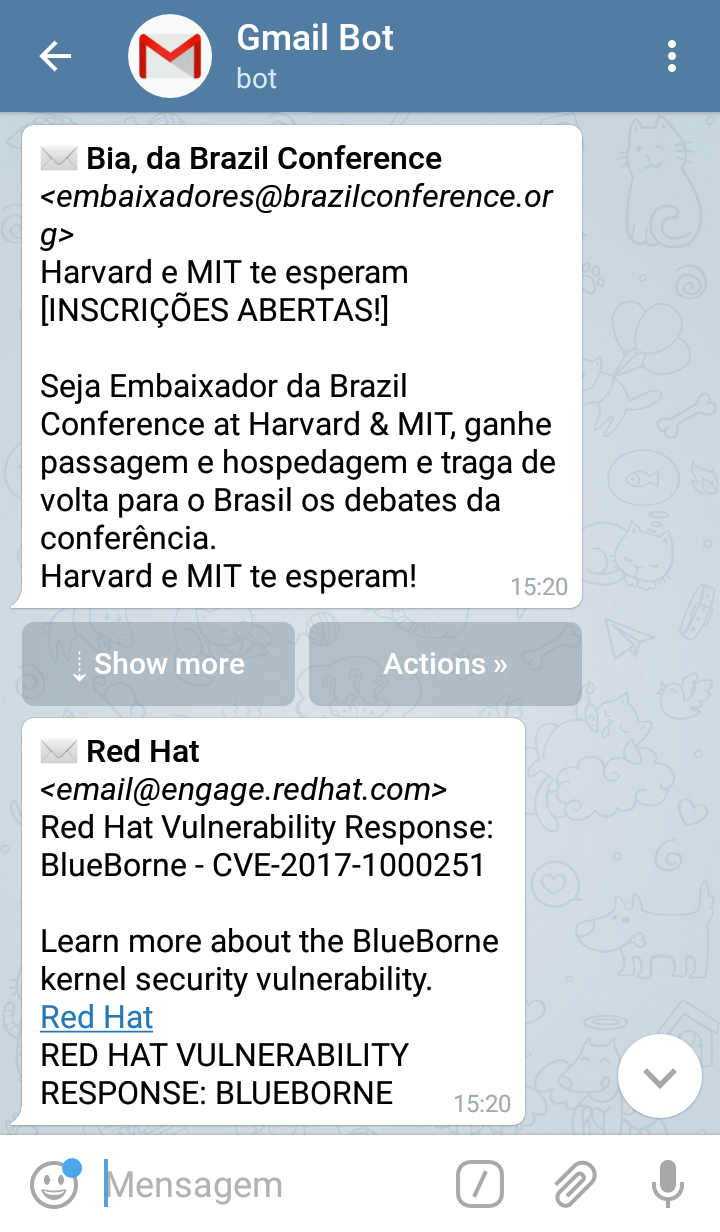 Gmail Bot
bot
Bia, da Brazil Conference
<embaixadores@brazilconference.or
g>
Harvard e MIT te esperam
[INSCRIÇÕES ABERTAS!]
Seja Embaixador da Brazil
Conference at Harvard & MIT, ganhe
passagem e hospedagem e traga de
volta para o Brasil os debates da
conferência.
Harvard e MIT te esperam!
15:20
⇣ Show more
Actions »
Red Hat
<email@engage.redhat.com>
Red Hat Vulnerability Response:
BlueBorne - CVE-2017-1000251
Learn more about the BlueBorne
kernel security vulnerability.
Red Hat
RED HAT VULNERABILITY
RESPONSE: BLUEBORNE
15:20
Mensagem